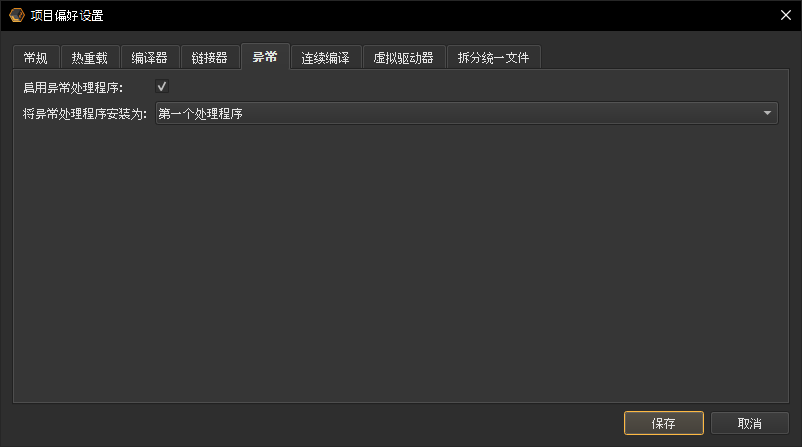 项目偏好设置
常规 热重载 编译器 链接器 异常 连续编译 虚拟驱动器 拆分统一文件
启用异常处理程序:
将异常处理程序安装为: 第一个处理程序
保存 取消